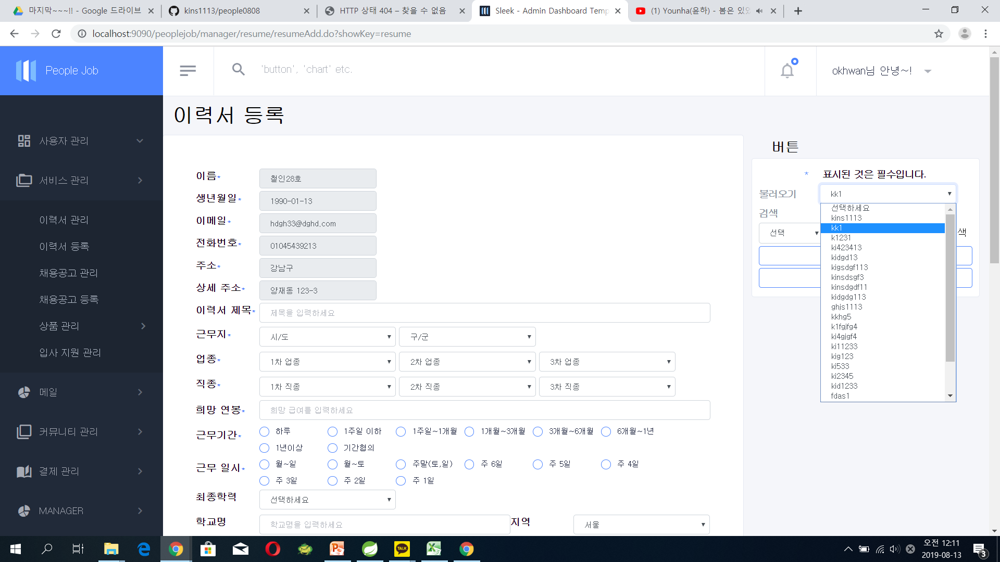 마지막~~~!! - Google 드라이브
kins1113/people0808
HTTP 상태 404 – 찾을 수 없음
Sleek - Admin Dashboard Temp
(1) Younha(윤하) - 봄은 있었
localhost:9090/peoplejob/manager/resume/resumeAdd.do?showKey=resume
People Job
'button', 'chart' etc.
okhwan님 안녕~!
사용자 관리
서비스 관리
이력서 관리
이력서 등록
채용공고 관리
채용공고 등록
상품 관리
입사 지원 관리
메일
커뮤니티 관리
결제 관리
MANAGER
이력서 등록
이름*
철인28호
생년월일*
1990-01-13
이메일*
hdgh33@dghd.com
전화번호*
01045439213
주소*
강남구
상세 주소*
양재동 123-3
이력서 제목*
제목을 입력하세요
근무지*
시/도
구/군
업종*
1차 업종
2차 업종
3차 업종
직종*
1차 직종
2차 직종
3차 직종
희망 연봉*
희망 급여를 입력하세요
근무기간*
하루
1주일 이하
1주일~1개월
1개월~3개월
3개월~6개월
6개월~1년
1년이상
기간협의
근무 일시*
월~일
월~토
주말(토,일)
주 6일
주 5일
주 4일
주 3일
주 2일
주 1일
최종학력
선택하세요
학교명
학교명을 입력하세요
지역
서울
버튼
* 표시된 것은 필수입니다.
불러오기
kk1
검색
선택
색
선택하세요
kins1113
kk1
k1231
ki423413
kidgd13
kigsdgf113
kinsdsgf3
kinsdgdf11
kidgdg113
ghjs1113
kkhg5
k1fgjfg4
ki4gjgf4
ki11233
kig123
ki533
ki2345
kid1233
fdas1
TALK
오전 12:11
2019-08-13
3